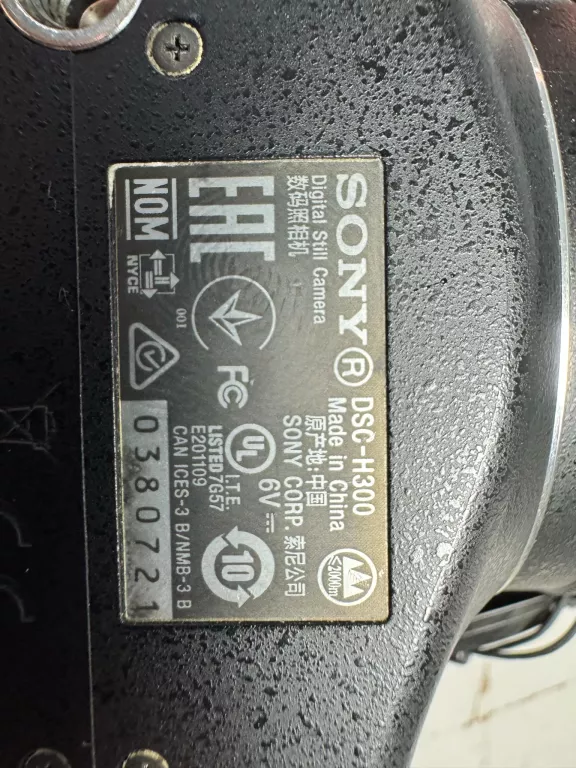 SONY® DSC-H300
Digital Still Camera
数码照相机
Made in China
原产地:中国
<2000m
SONY CORP. 索尼公司
6V
EAC
UL
I.T.E.
LISTED 7G57
E201109
CAN ICES-3 B/NMB-3 B
10
FC
001
NOM
NYCE
0380721